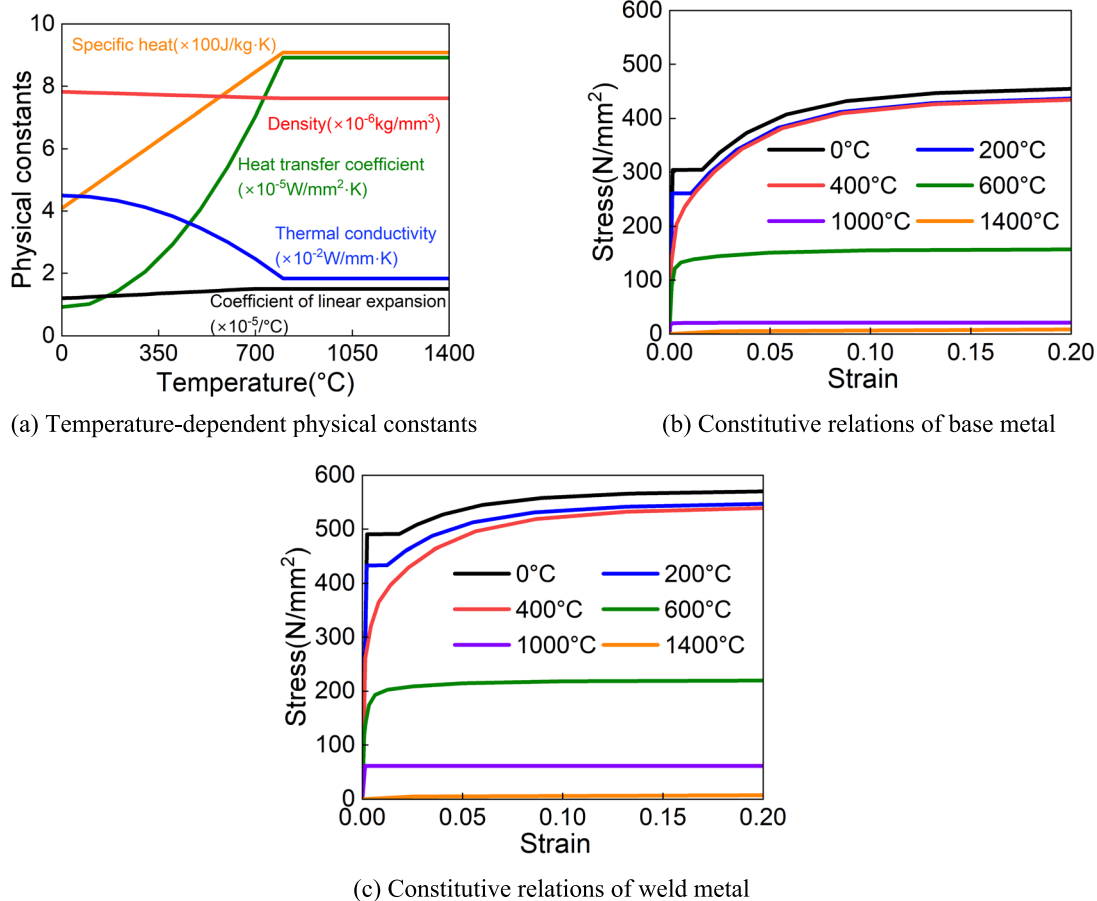 10
8
6
4
2
0
Physical constants
Specific heat(×100J/kg·K)
Density(×10-6kg/mm3)
Heat transfer coefficient
(×10-5W/mm2·K)
Thermal conductivity
(×10-2W/mm·K)
Coefficient of linear expansion
(×10-5/°C)
0 350 700 1050 1400
Temperature(°C)
(a) Temperature-dependent physical constants
600
500
400
300
200
100
0
Stress(N/mm2)
0°C 200°C
400°C 600°C
1000°C 1400°C
0.00 0.05 0.10 0.15 0.20
Strain
(b) Constitutive relations of base metal
600
500
400
300
200
100
0
Stress(N/mm2)
0°C 200°C
400°C 600°C
1000°C 1400°C
0.00 0.05 0.10 0.15 0.20
Strain
(c) Constitutive relations of weld metal